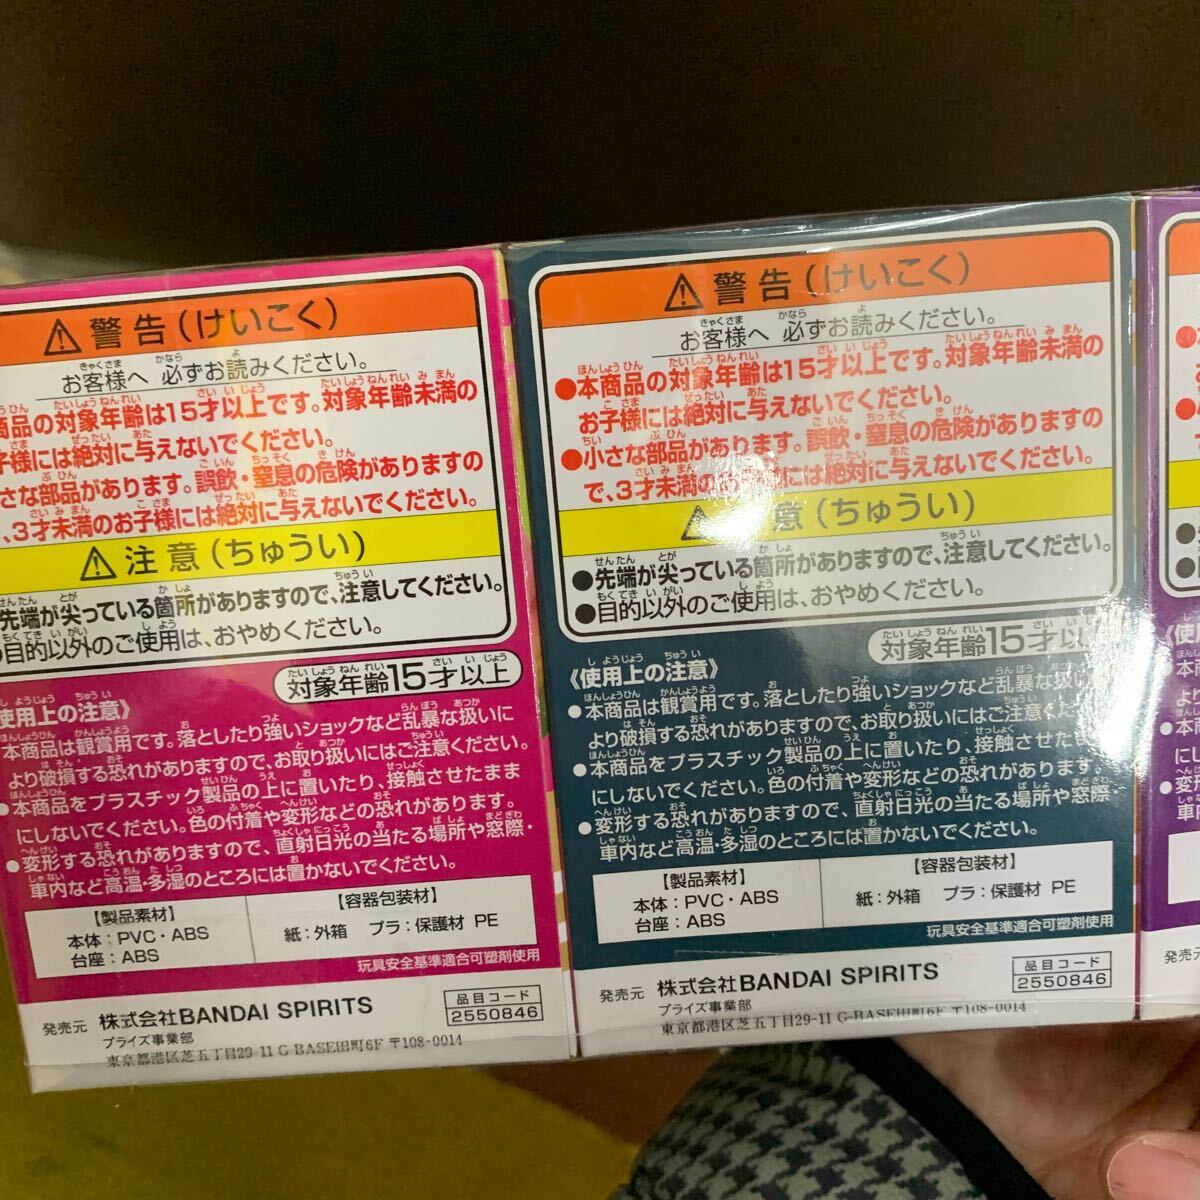 警告(けいこく)
お客様へ 必ずお読みください。
商品の対象年齢は15才以上です。対象年齢未満の
子様には絶対に与えないでください。
さな部品があります。誤飲・窒息の危険がありますの
、3才未満のお子様には絶対に与えないでください。
注意(ちゅうい)
先端が尖っている箇所がありますので、注意してください。
目的以外のご使用は、おやめください。
対象年齢15才以上
使用上の注意》
本商品は観賞用です。落としたり強いショックなど乱暴な扱いに
より破損する恐れがありますので、お取り扱いにはご注意ください。
●本商品をプラスチック製品の上に置いたり、接触させたまま
にしないでください。色の付着や変形などの恐れがあります。
●変形する恐れがありますので、直射日光の当たる場所や窓際・
車内など高温・多湿のところには置かないでください。
【製品素材】
本体:PVC・ABS
台座:ABS
【容器包装材】
紙:外箱 プラ:保護材 PE
玩具安全基準適合可塑剤使用
発売元 株式会社BANDAI SPIRITS
プライズ事業部
東京都港区芝五丁目29-11 G-BASE田町6F 〒108-0014
品目コード
2550846
警告(けいこく)
お客様へ 必ずお読みください。
●本商品の対象年齢は15才以上です。対象年齢未満の
お子様には絶対に与えないでください。
●小さな部品があります。誤飲・窒息の危険がありますの
で、3才未満のお子様には絶対に与えないでください。
意(ちゅうい)
●先端が尖っている箇所がありますので、注意してください。
●目的以外のご使用は、おやめください。
対象年齢15才以
《使用上の注意》
●本商品は観賞用です。落としたり強いショックなど乱暴な扱い
より破損する恐れがありますので、お取り扱いにはご注意くださ
●本商品をプラスチック製品の上に置いたり、接触させたまま
にしないでください。色の付着や変形などの恐れがあります。
●変形する恐れがありますので、直射日光の当たる場所や窓際・
車内など高温・多湿のところには置かないでください。
【製品素材】
本体:PVC・ABS
台座:ABS
【容器包装材】
紙:外箱 プラ:保護材 PE
玩具安全基準適合可塑剤使用
発売元 株式会社BANDAI SPIRITS
プライズ事業部
東京都港区芝五丁目29-11 G-BASE田町6F 〒108-0014
品目コード
2550846
《使用
●本商
よ
●本商
にし
●変形
車内
発売元